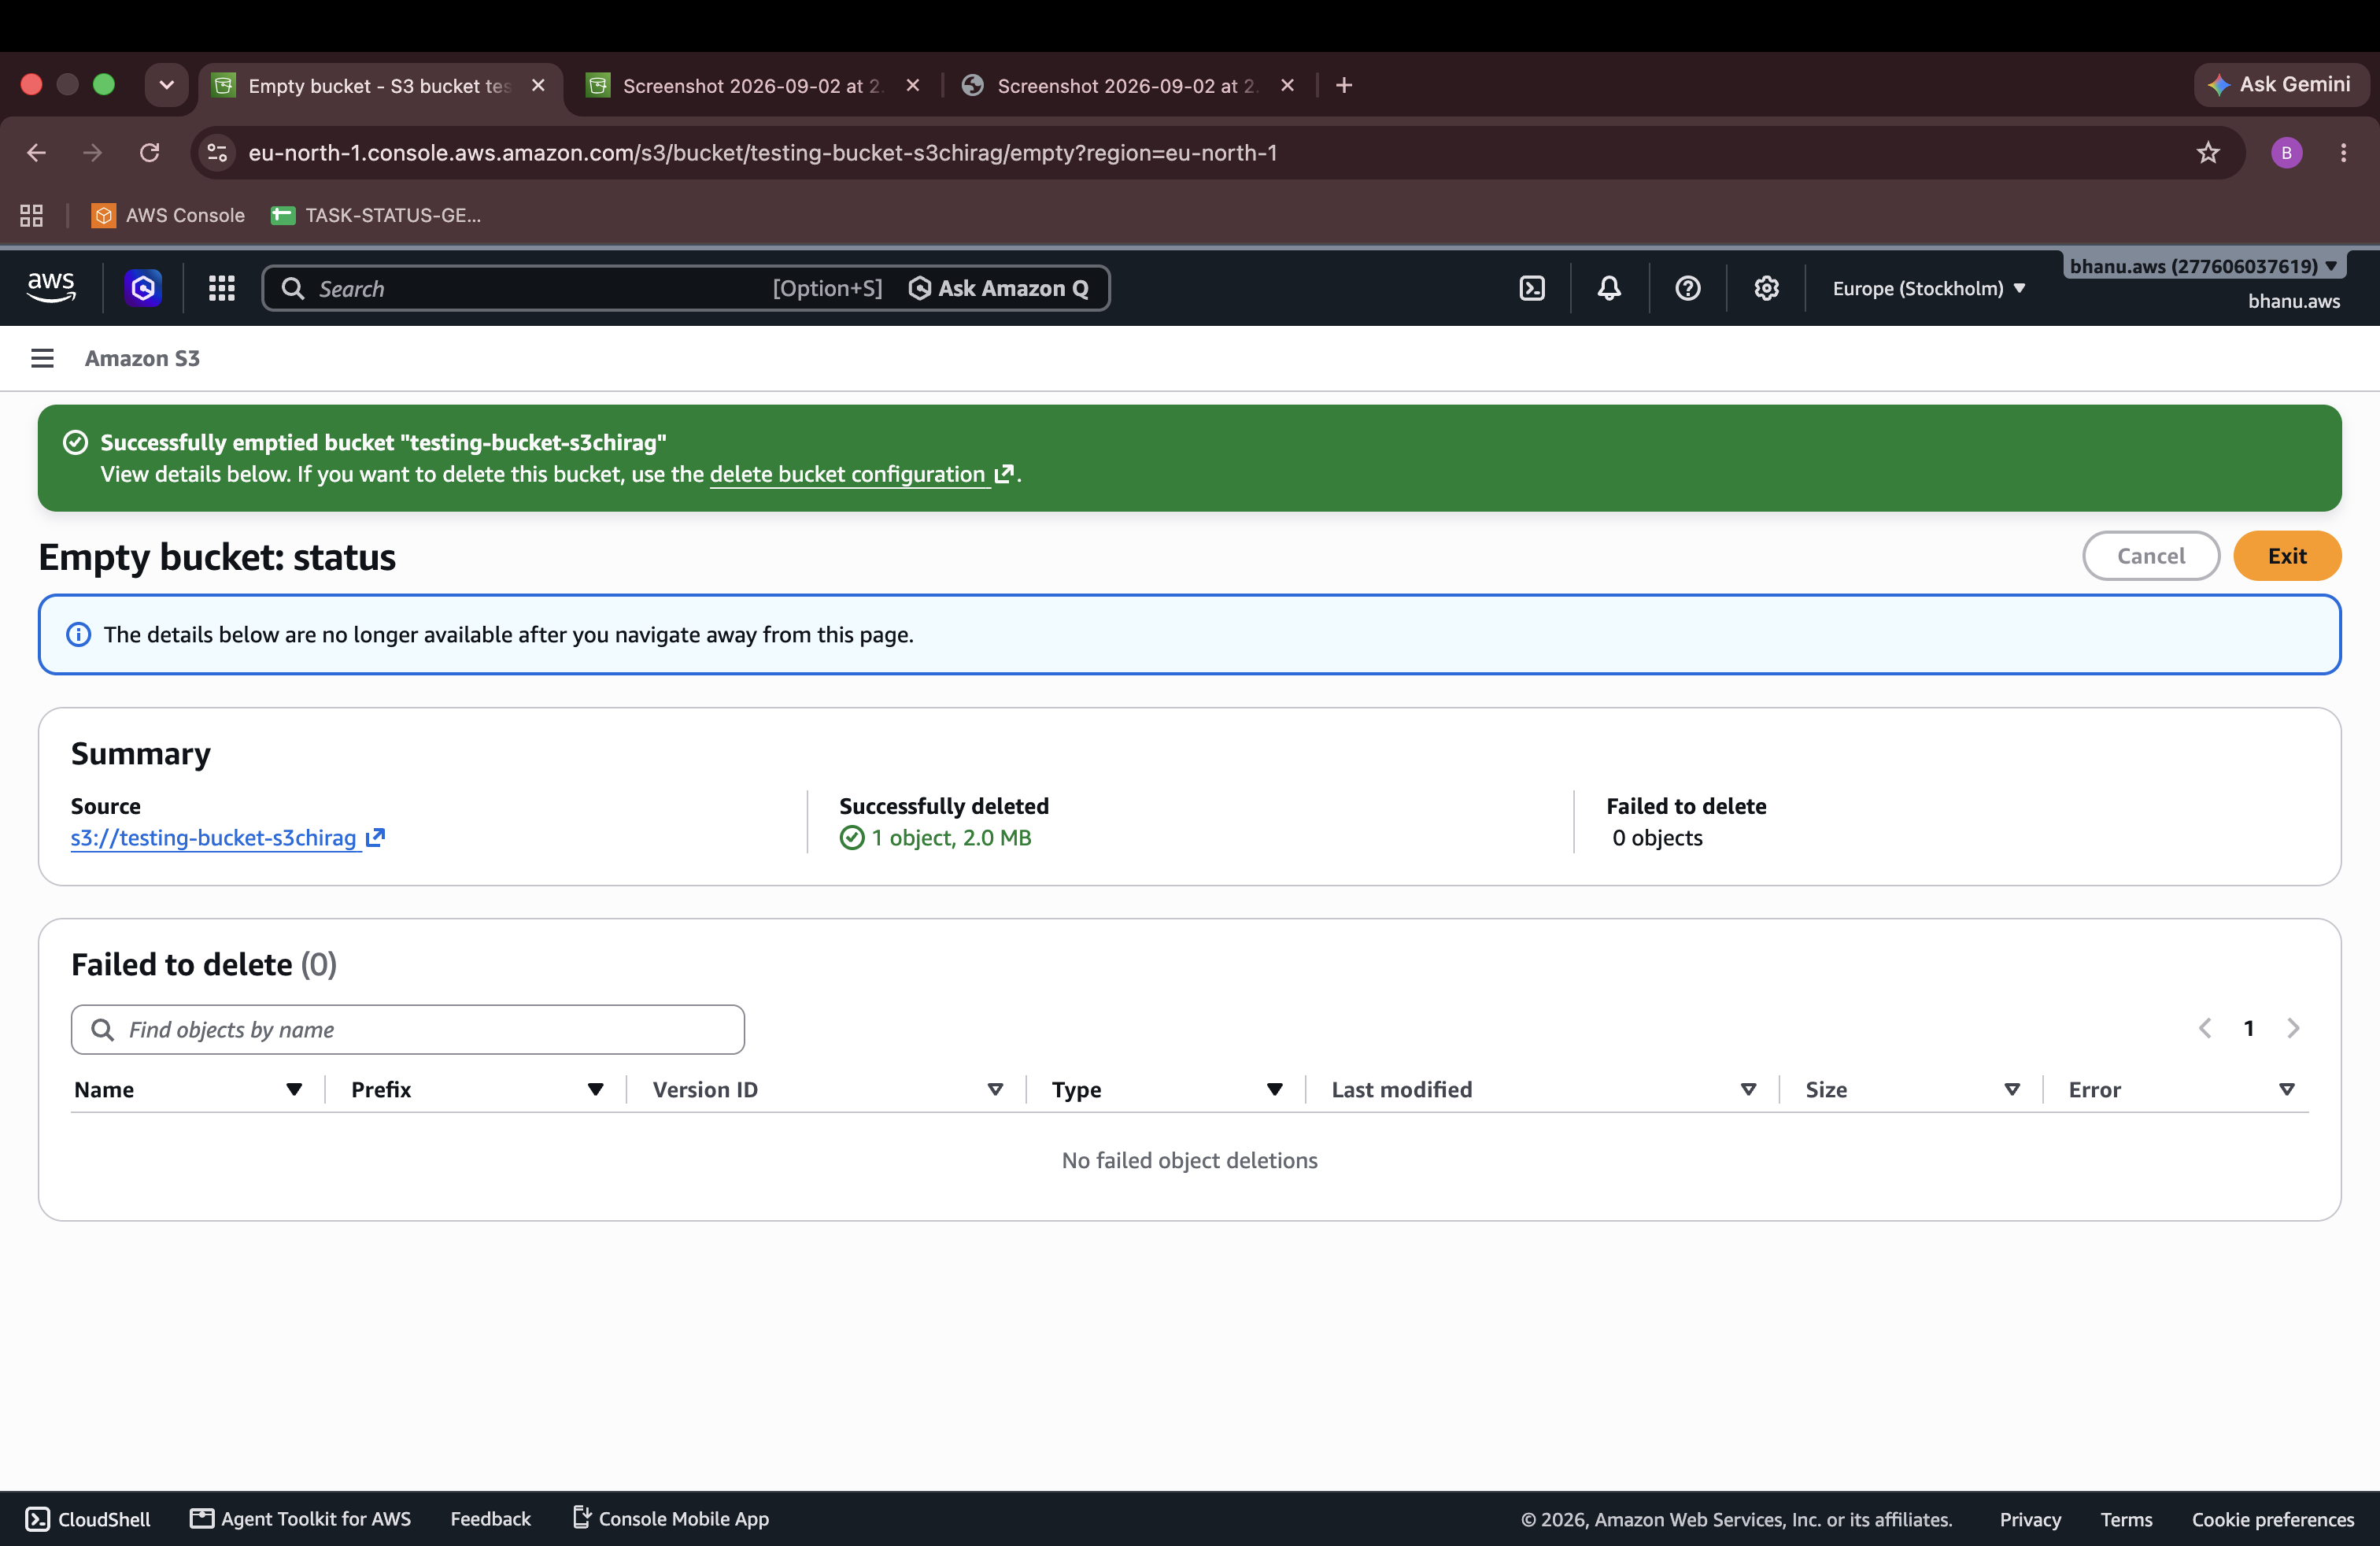 Empty bucket - S3 bucket tes
Screenshot 2026-09-02 at 2.
Screenshot 2026-09-02 at 2.
Ask Gemini
eu-north-1.console.aws.amazon.com/s3/bucket/testing-bucket-s3chirag/empty?region=eu-north-1
B
AWS Console
TASK-STATUS-GE...
aws
Search
[Option+S]
Ask Amazon Q
Europe (Stockholm)
bhanu.aws (277606037619)
bhanu.aws
Amazon S3
Successfully emptied bucket "testing-bucket-s3chirag"
View details below. If you want to delete this bucket, use the delete bucket configuration .
Empty bucket: status
Cancel
Exit
The details below are no longer available after you navigate away from this page.
Summary
Source
s3://testing-bucket-s3chirag
Successfully deleted
1 object, 2.0 MB
Failed to delete
0 objects
Failed to delete (0)
Find objects by name
1
Name
Prefix
Version ID
Type
Last modified
Size
Error
No failed object deletions
CloudShell
Agent Toolkit for AWS
Feedback
Console Mobile App
© 2026, Amazon Web Services, Inc. or its affiliates.
Privacy
Terms
Cookie preferences